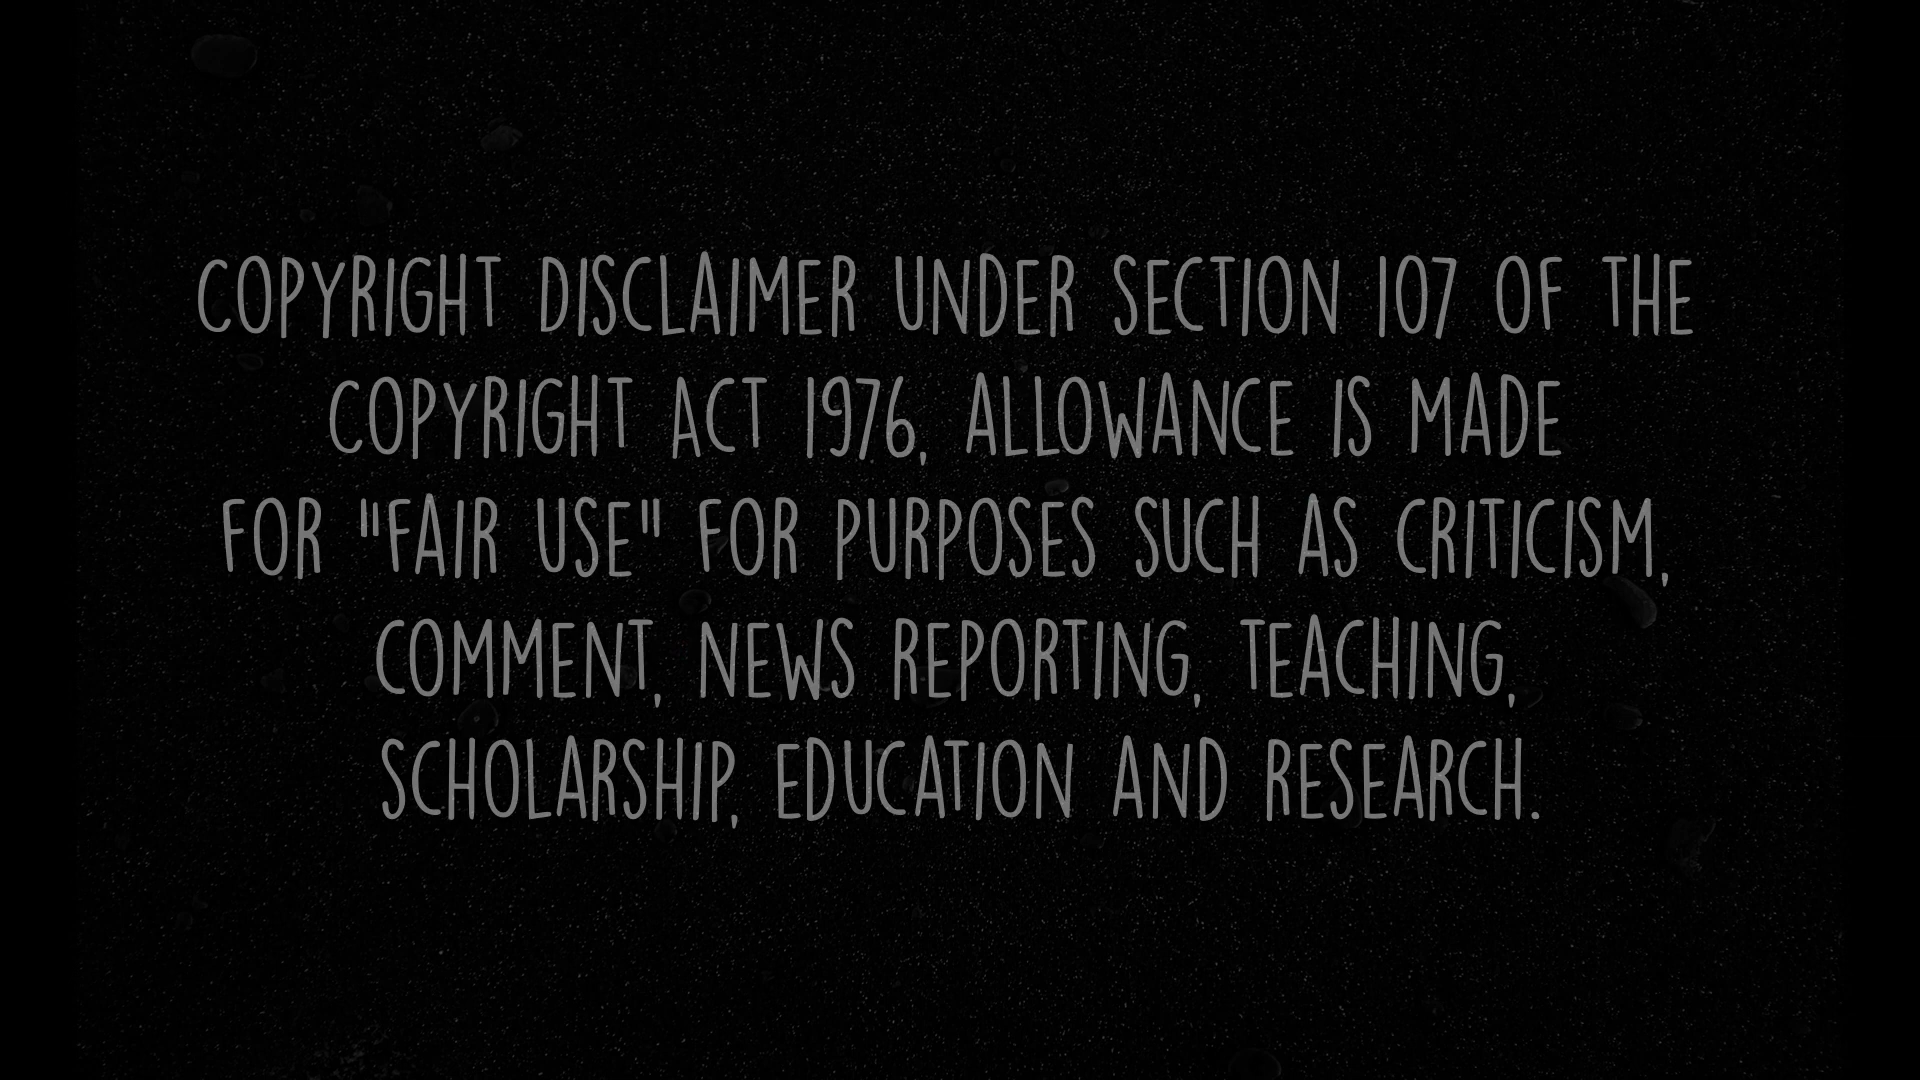 COPYRIGHT DISCLAIMER UNDER SECTION 107 OF THE
COPYRIGHT ACT 1976, ALLOWANCE IS MADE
FOR "FAIR USE" FOR PURPOSES SUCH AS CRITICISM,
COMMENT, NEWS REPORTING, TEACHING,
SCHOLARSHIP, EDUCATION AND RESEARCH.